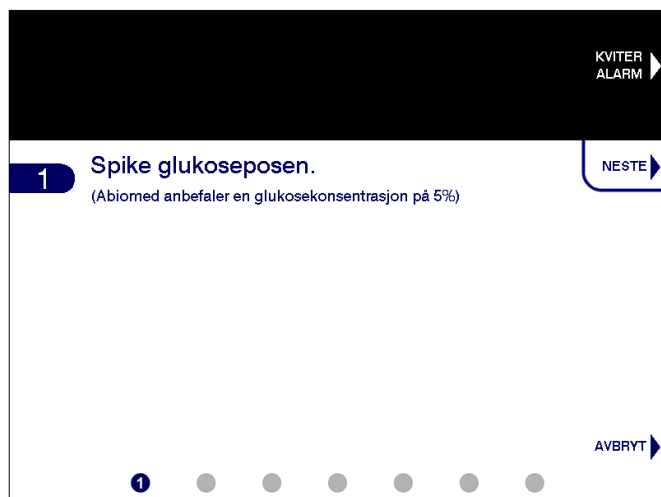 KVITER
ALARM
1
Spike glukoseposen.
NESTE
(Abiomed anbefaler en glukosekonsentrasjon på 5%)
AVBRYT
1